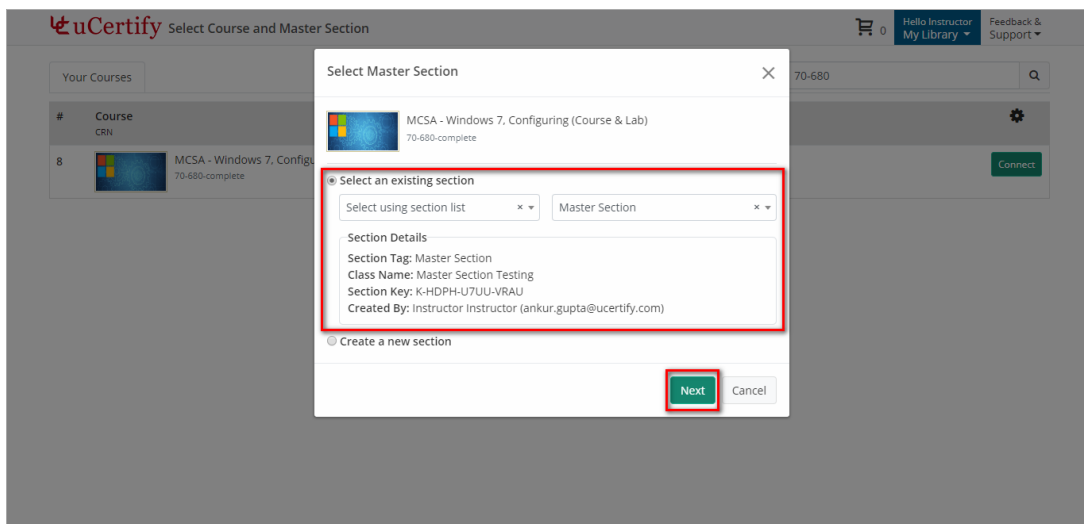 uCertify Select Course and Master Section
0
Hello Instructor
My Library
Feedback &
Support
Your Courses
70-680
# Course
CRN
8
MCSA - Windows 7, Configu
70-680-complete
Connect
Select Master Section
MCSA - Windows 7, Configuring (Course & Lab)
70-680-complete
Select an existing section
Select using section list × Master Section ×
Section Details
Section Tag: Master Section
Class Name: Master Section Testing
Section Key: K-HDPH-U7UU-VRAU
Created By: Instructor Instructor (ankur.gupta@ucertify.com)
Create a new section
Next Cancel